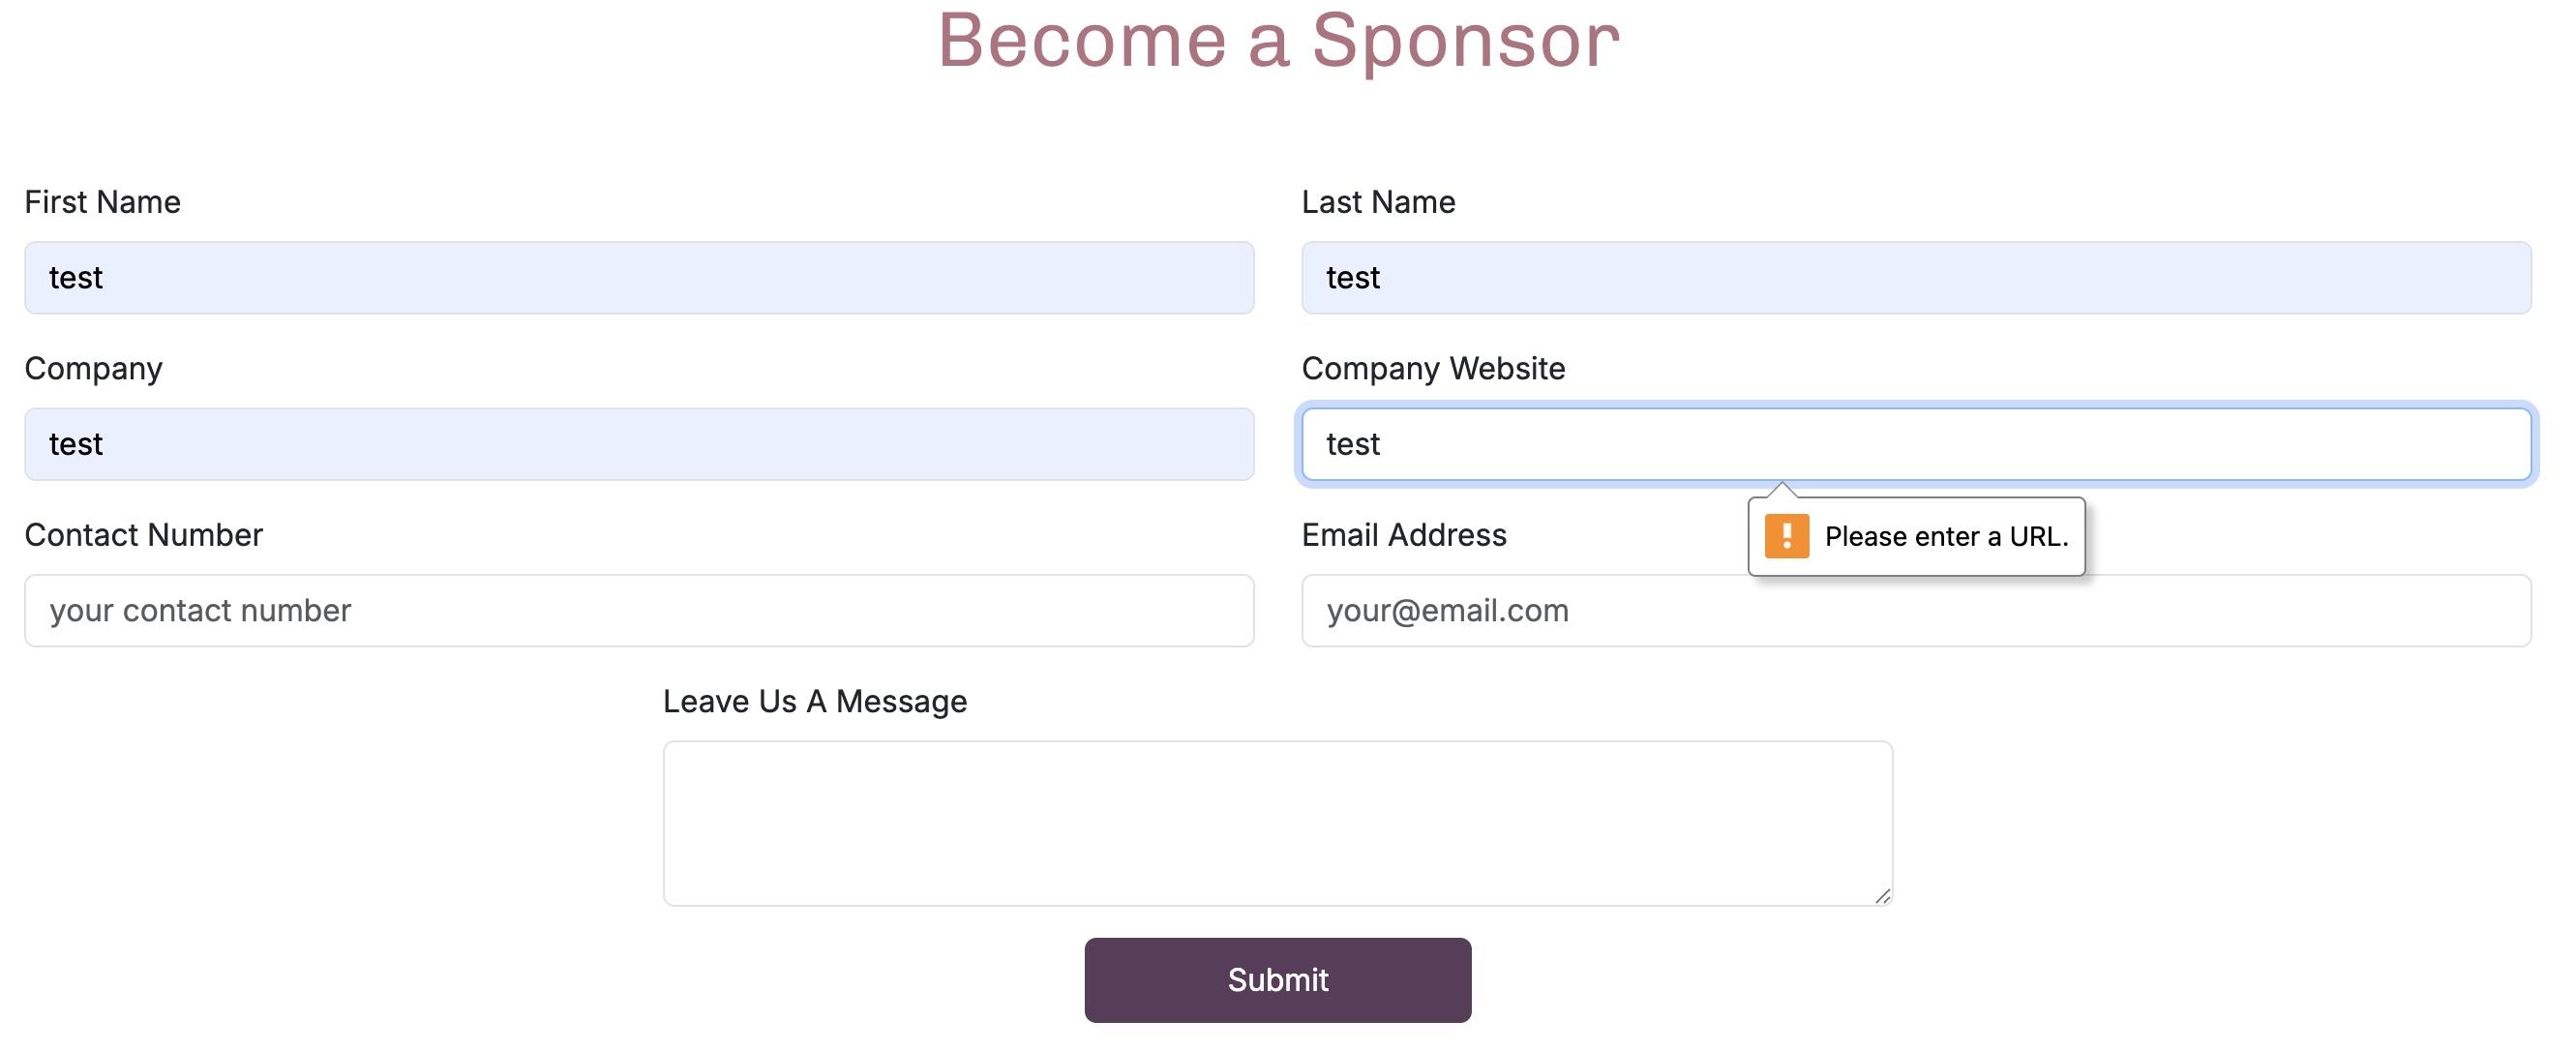 Become a Sponsor
First Name
Last Name
test
test
Company
Company Website
test
test
Please enter a URL.
Contact Number
Email Address
your contact number
your@email.com
Leave Us A Message
Submit